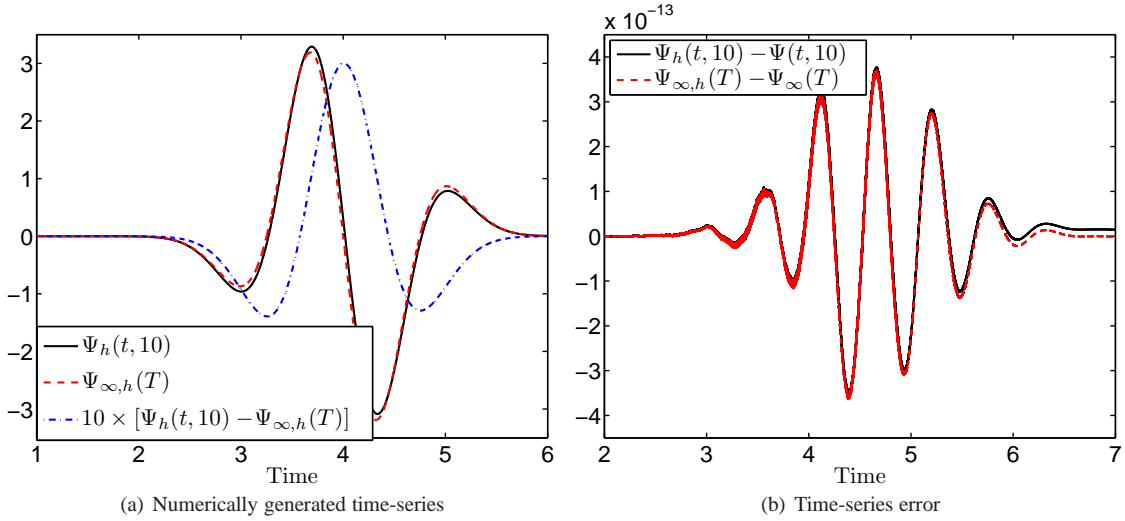 3
2
1
0
−1
−2
−3
Ψ_h(t, 10)
Ψ_{∞,h}(T)
10 × [Ψ_h(t, 10) − Ψ_{∞,h}(T)]
1 2 3 4 5 6
Time
(a) Numerically generated time-series
x 10^{−13}
Ψ_h(t, 10) − Ψ(t, 10)
Ψ_{∞,h}(T) − Ψ_∞(T)
4
3
2
1
0
−1
−2
−3
−4
2 3 4 5 6 7
Time
(b) Time-series error